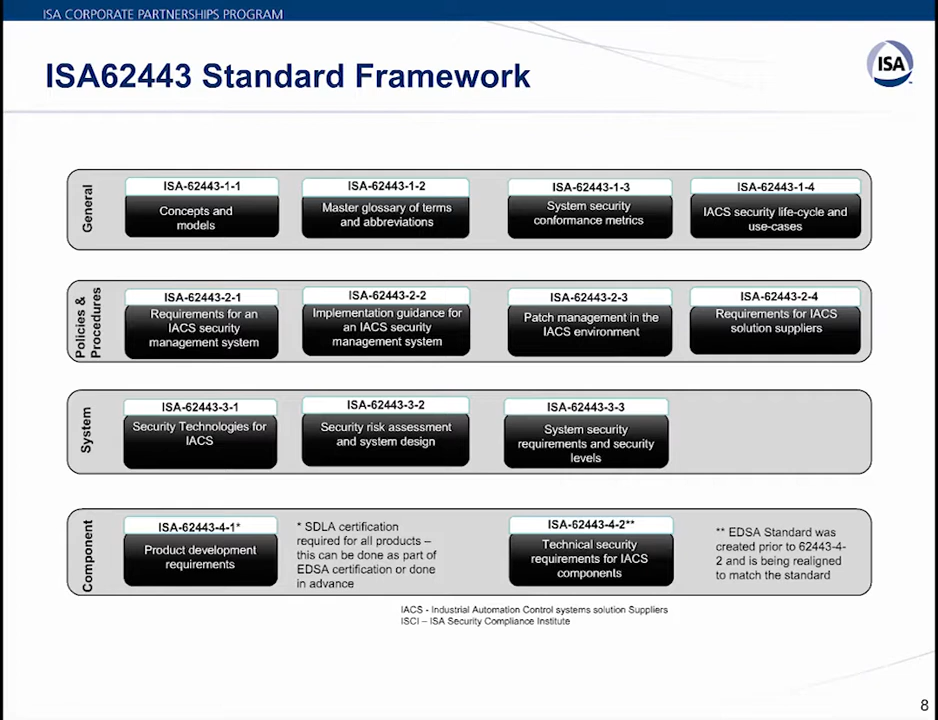 ISA CORPORATE PARTNERSHIPS PROGRAM
ISA62443 Standard Framework
ISA
General
ISA-62443-1-1
Concepts and
models
ISA-62443-1-2
Master glossary of terms
and abbreviations
ISA-62443-1-3
System security
conformance metrics
ISA-62443-1-4
IACS security life-cycle and
use-cases
Policies &
Procedures
ISA-62443-2-1
Requirements for an
IACS security
management system
ISA-62443-2-2
Implementation guidance for
an IACS security
management system
ISA-62443-2-3
Patch management in the
IACS environment
ISA-62443-2-4
Requirements for IACS
solution suppliers
System
ISA-62443-3-1
Security Technologies for
IACS
ISA-62443-3-2
Security risk assessment
and system design
ISA-62443-3-3
System security
requirements and security
levels
Component
ISA-62443-4-1*
Product development
requirements
* SDLA certification
required for all products –
this can be done as part of
EDSA certification or done
in advance
ISA-62443-4-2**
Technical security
requirements for IACS
components
** EDSA Standard was
created prior to 62443-4-
2 and is being realigned
to match the standard
IACS - Industrial Automation Control systems solution Suppliers
ISCI – ISA Security Compliance Institute
8